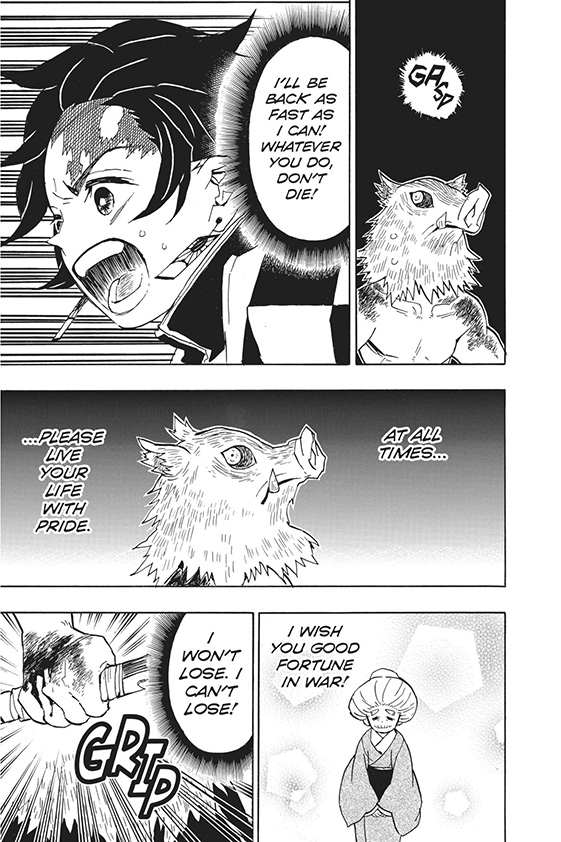 GASP
I'LL BE
BACK AS
FAST AS
I CAN!
WHATEVER
YOU DO,
DON'T
DIE!
AT ALL
TIMES...
...PLEASE
LIVE
YOUR
LIFE
WITH
PRIDE.
I WISH
YOU GOOD
FORTUNE
IN WAR!
I
WON'T
LOSE. I
CAN'T
LOSE!
GRIP